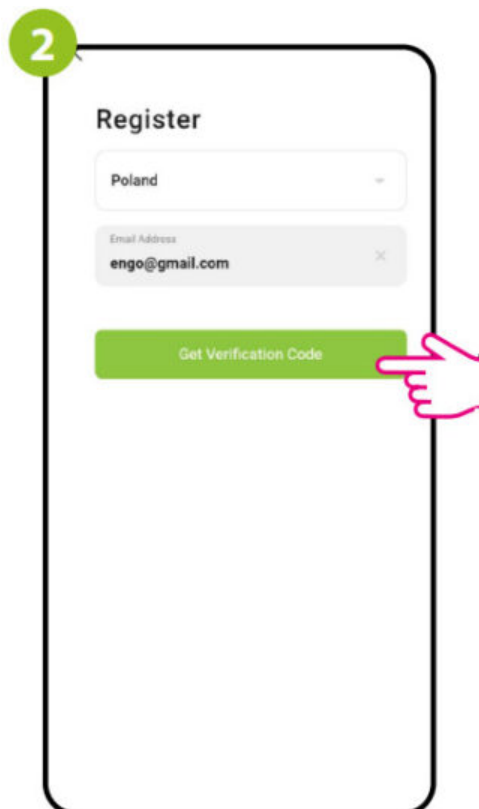 2
Register
Poland
Email Address
engo@gmail.com
Get Verification Code